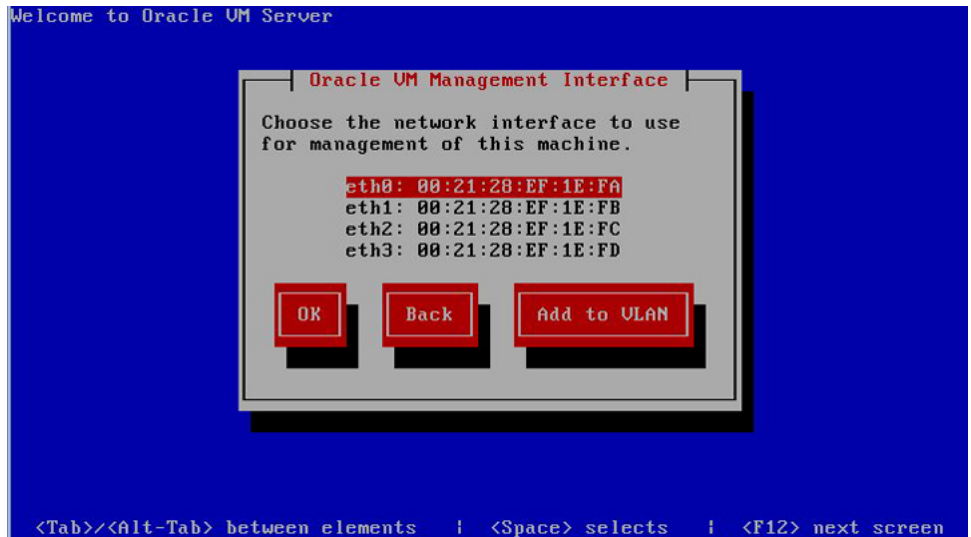 Welcome to Oracle VM Server
Oracle VM Management Interface
Choose the network interface to use
for management of this machine.
eth0: 00:21:28:EF:1E:FA
eth1: 00:21:28:EF:1E:FB
eth2: 00:21:28:EF:1E:FC
eth3: 00:21:28:EF:1E:FD
OK Back Add to VLAN
<Tab>/<Alt-Tab> between elements | <Space> selects | <F12> next screen